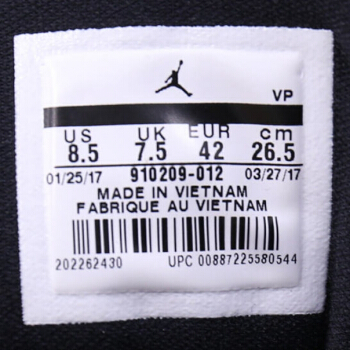 VP
US UK EUR cm
8.5 7.5 42 26.5
01/25/17 910209-012 03/27/17
MADE IN VIETNAM
FABRIQUE AU VIETNAM
202262430 UPC 00887225580544